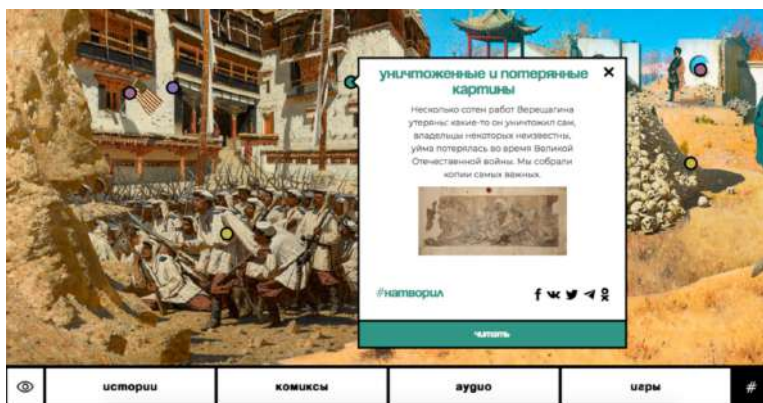 уничтоженные и потерянные
картины
Несколько сотен работ Верещагина
утеряны: какие-то он уничтожил сам,
владельцы некоторых неизвестны,
уйма потерялась во время Великой
Отечественной войны. Мы собрали
копии самых важных.
#натворил
читать
истории
комиксы
аудио
игры
#